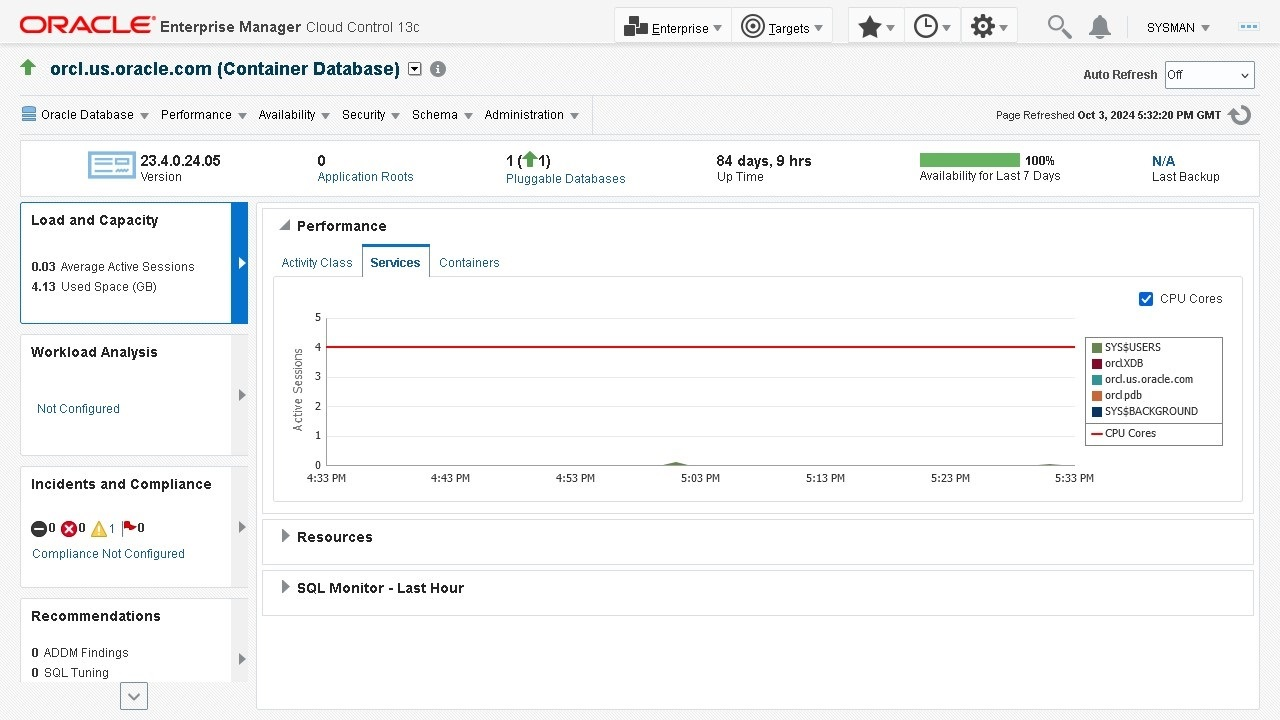 ORACLE Enterprise Manager Cloud Control 13c
Enterprise
Targets
SYSMAN
orcl.us.oracle.com (Container Database)
Auto Refresh Off
Oracle Database Performance Availability Security Schema Administration
Page Refreshed Oct 3, 2024 5:32:20 PM GMT
23.4.0.24.05
Version
0
Application Roots
1 (1)
Pluggable Databases
84 days, 9 hrs
Up Time
100%
Availability for Last 7 Days
N/A
Last Backup
Load and Capacity
0.03 Average Active Sessions
4.13 Used Space (GB)
Workload Analysis
Not Configured
Incidents and Compliance
0 0 1 0
Compliance Not Configured
Recommendations
0 ADDM Findings
0 SQL Tuning
Performance
Activity Class Services Containers
CPU Cores
Active Sessions
5
4
3
2
1
0
4:33 PM 4:43 PM 4:53 PM 5:03 PM 5:13 PM 5:23 PM 5:33 PM
SYS$USERS
orclXDB
orcl.us.oracle.com
orclpdb
SYS$BACKGROUND
CPU Cores
Resources
SQL Monitor - Last Hour